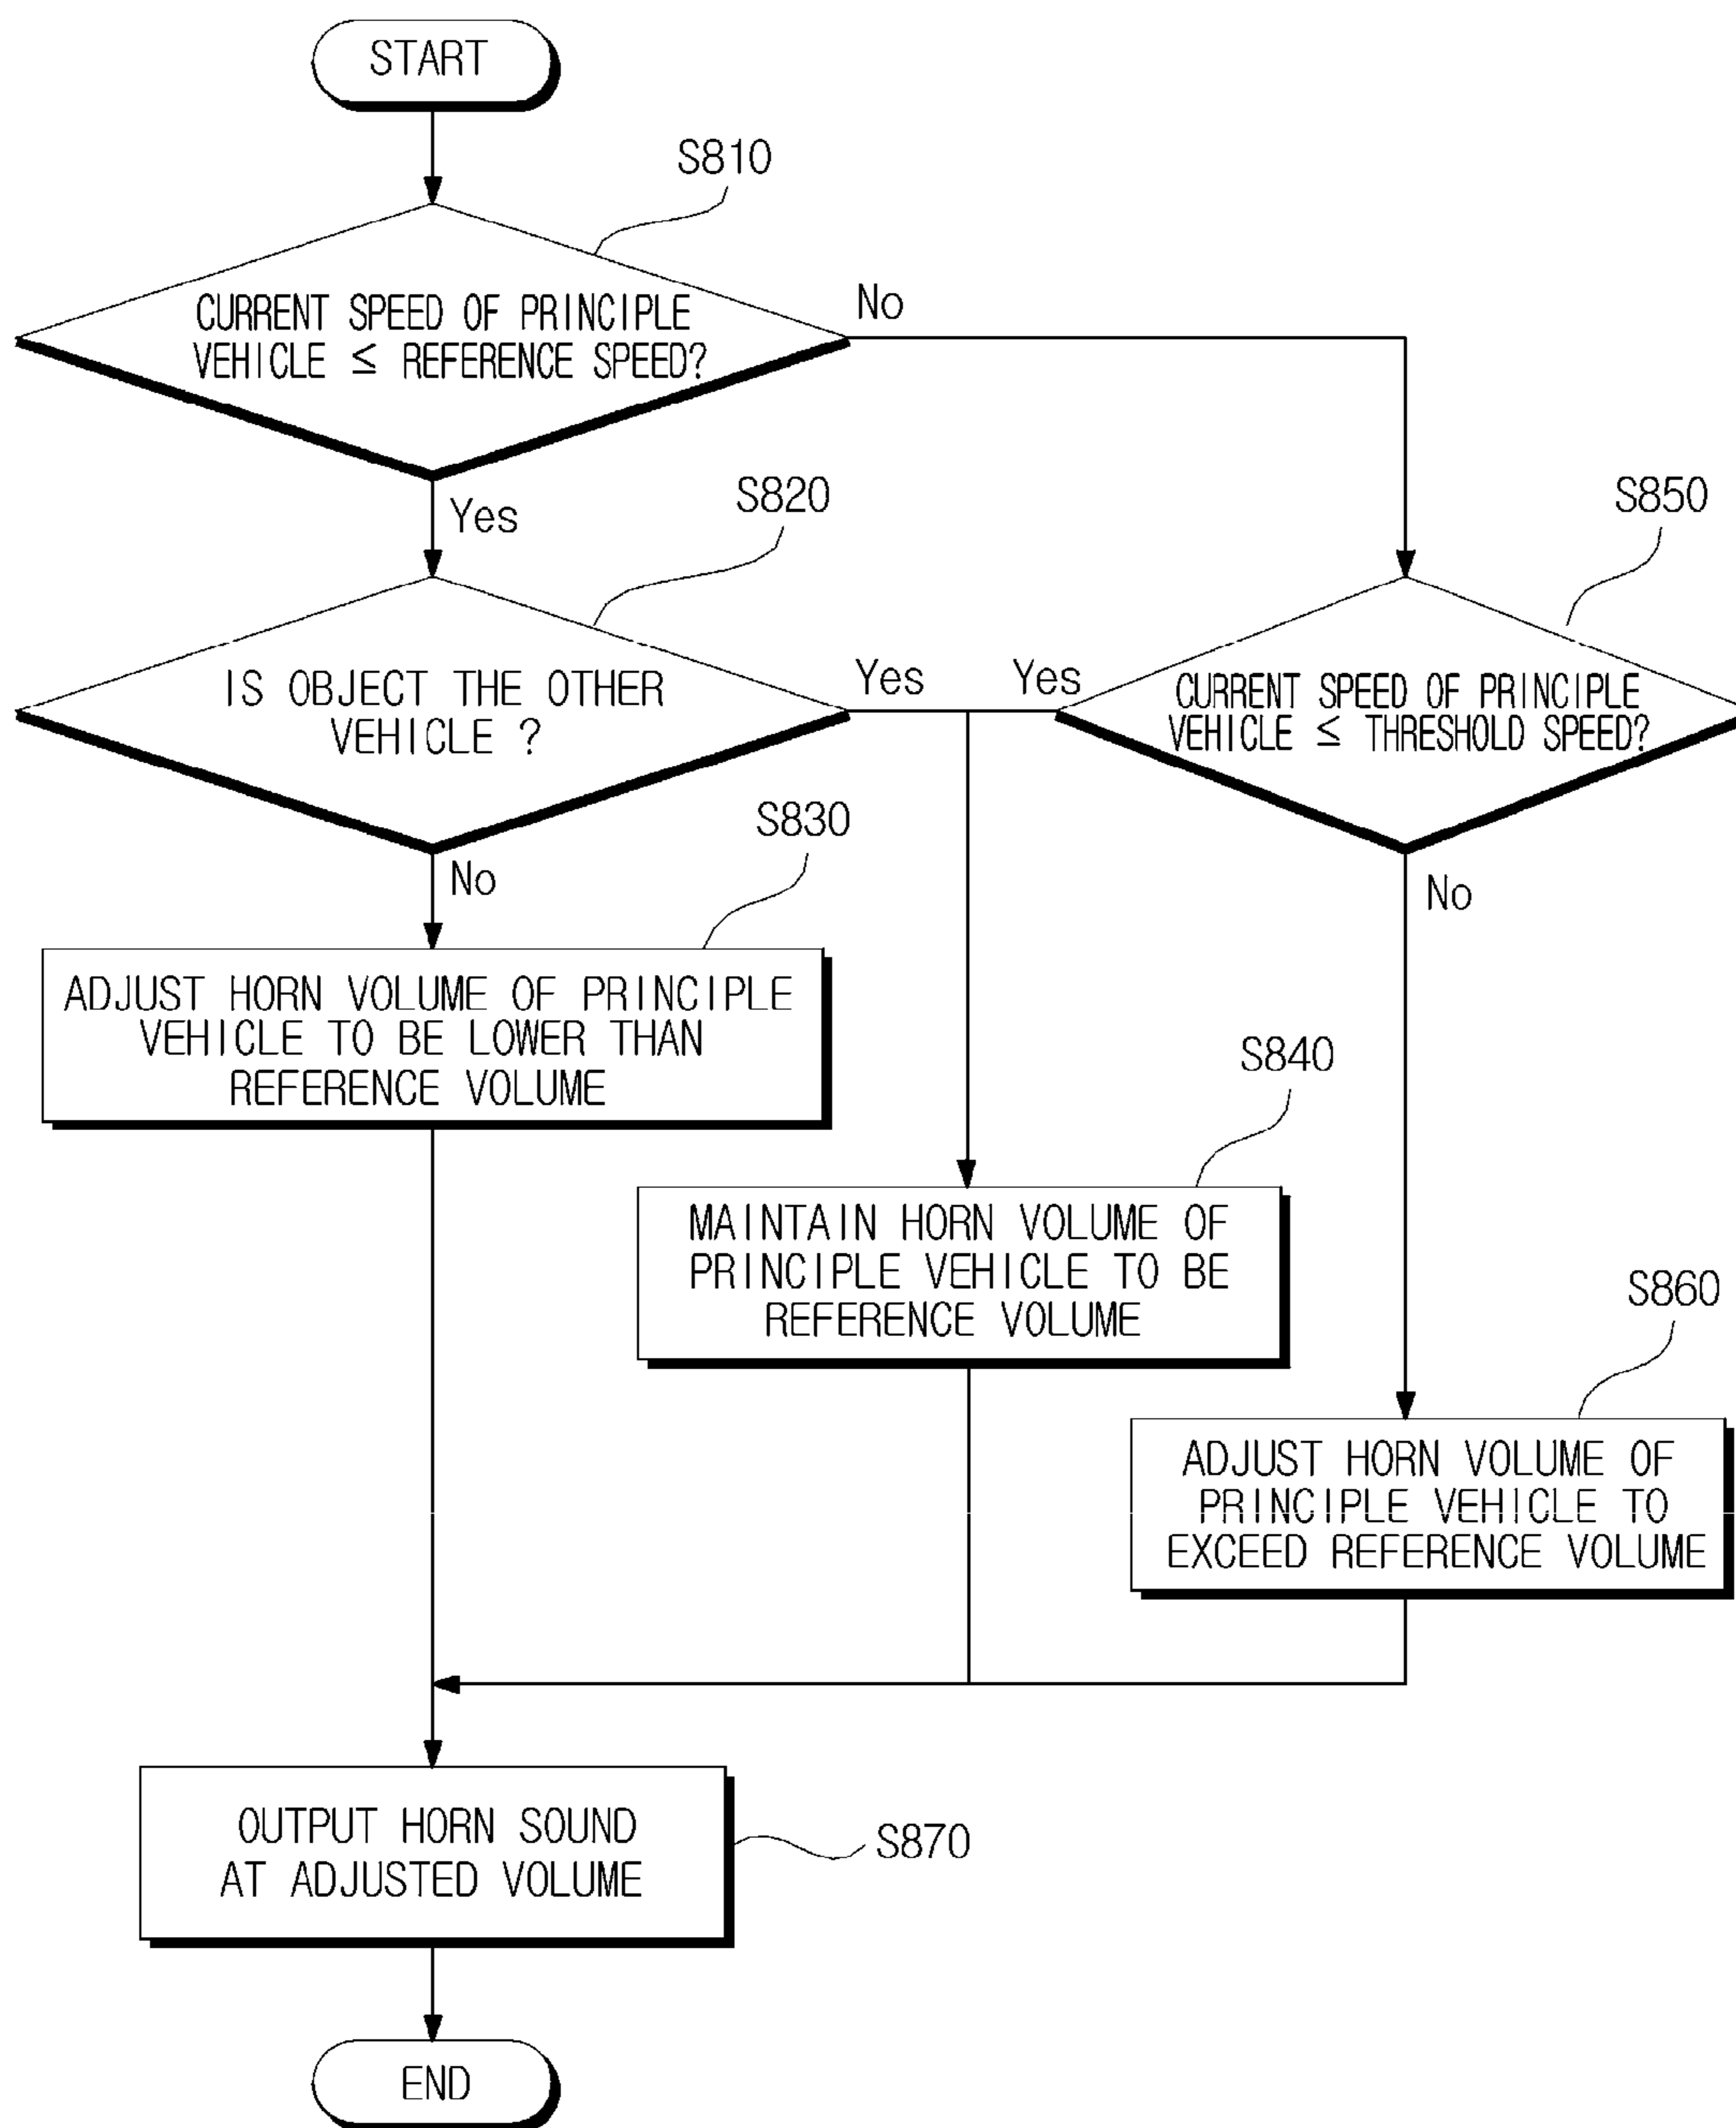 START
S810
CURRENT SPEED OF PRINCIPLE
VEHICLE ≤ REFERENCE SPEED?
No
Yes
S820
S850
IS OBJECT THE OTHER
VEHICLE ?
Yes
Yes
CURRENT SPEED OF PRINCIPLE
VEHICLE ≤ THRESHOLD SPEED?
No
S830
No
ADJUST HORN VOLUME OF PRINCIPLE
VEHICLE TO BE LOWER THAN
REFERENCE VOLUME
S840
MAINTAIN HORN VOLUME OF
PRINCIPLE VEHICLE TO BE
REFERENCE VOLUME
S860
ADJUST HORN VOLUME OF
PRINCIPLE VEHICLE TO
EXCEED REFERENCE VOLUME
OUTPUT HORN SOUND
AT ADJUSTED VOLUME
S870
END